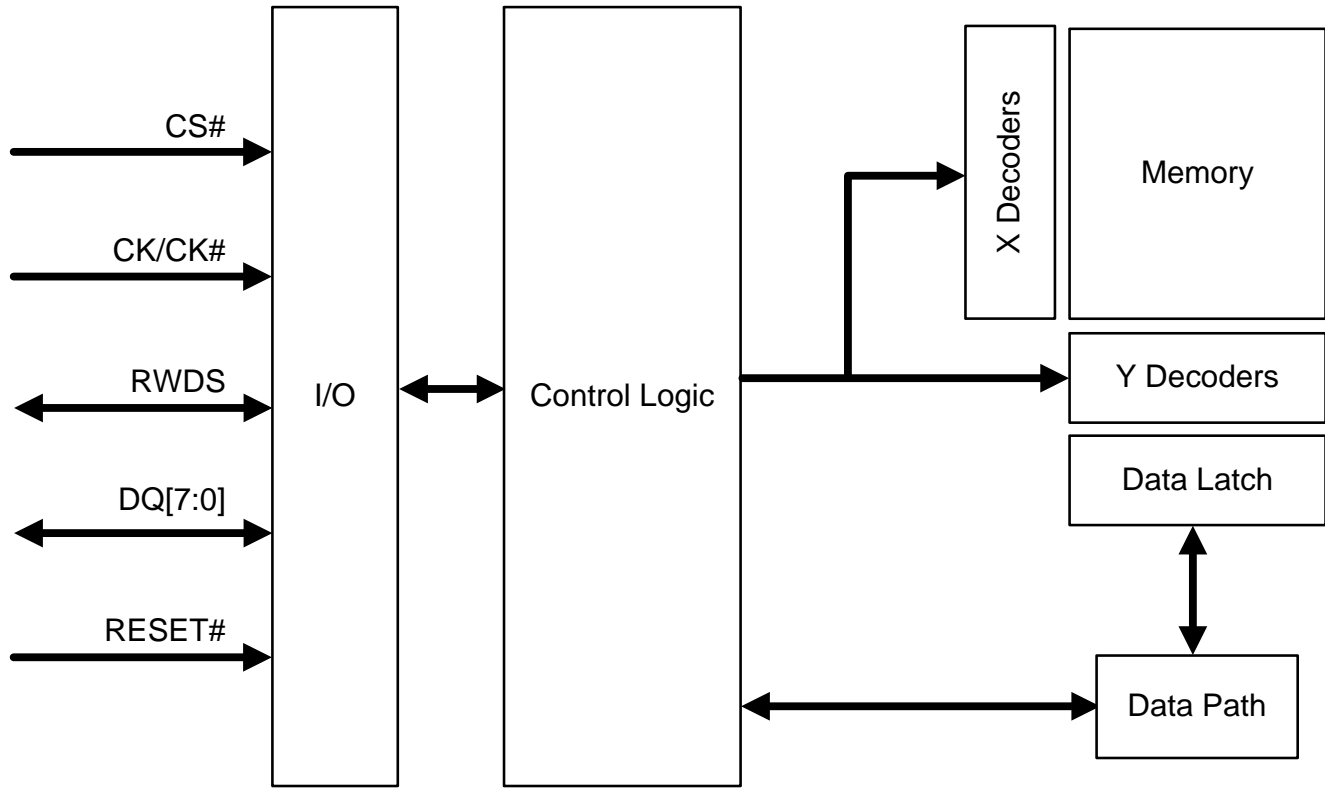 CS#
CK/CK#
RWDS
DQ[7:0]
RESET#
I/O
Control Logic
X Decoders
Memory
Y Decoders
Data Latch
Data Path